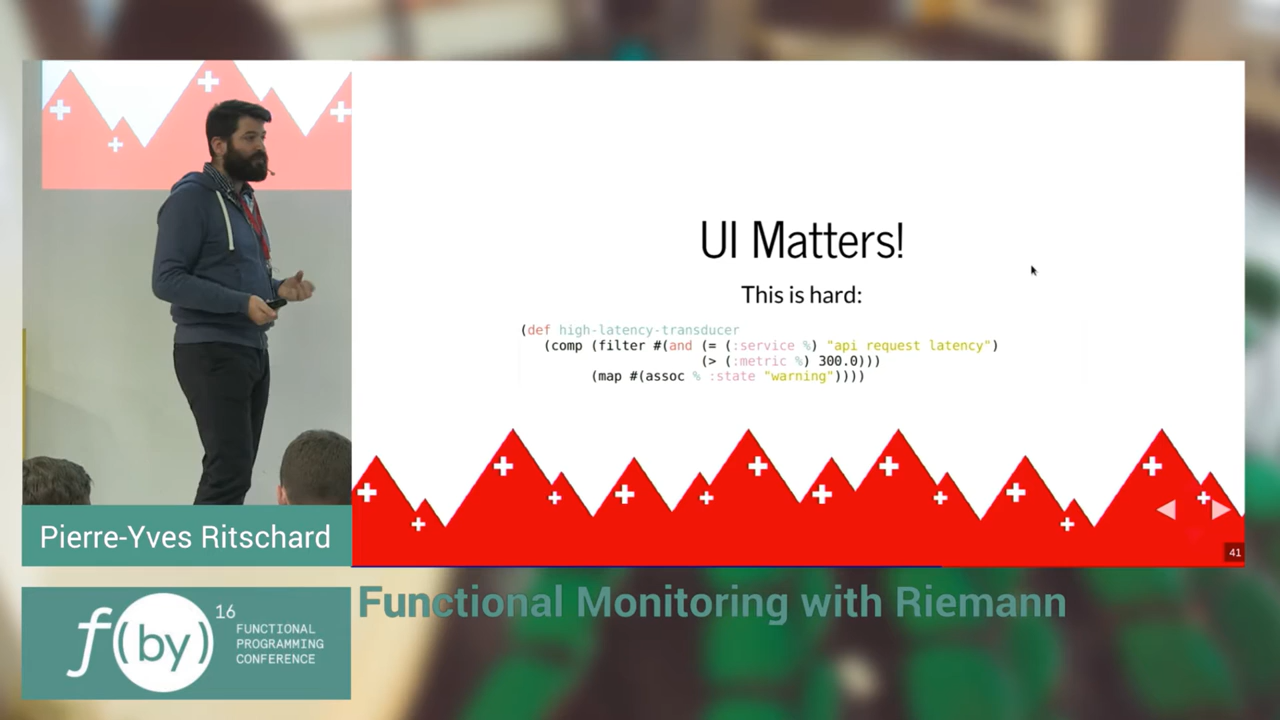 UI Matters!
This is hard:
(def high-latency-transducer
(comp (filter #(and (= (:service %) "api request latency")
(> (:metric %) 300.0)))
(map #(assoc % :state "warning"))))
41
Pierre-Yves Ritschard
f(by) 16
FUNCTIONAL
PROGRAMMING
CONFERENCE
Functional Monitoring with Riemann